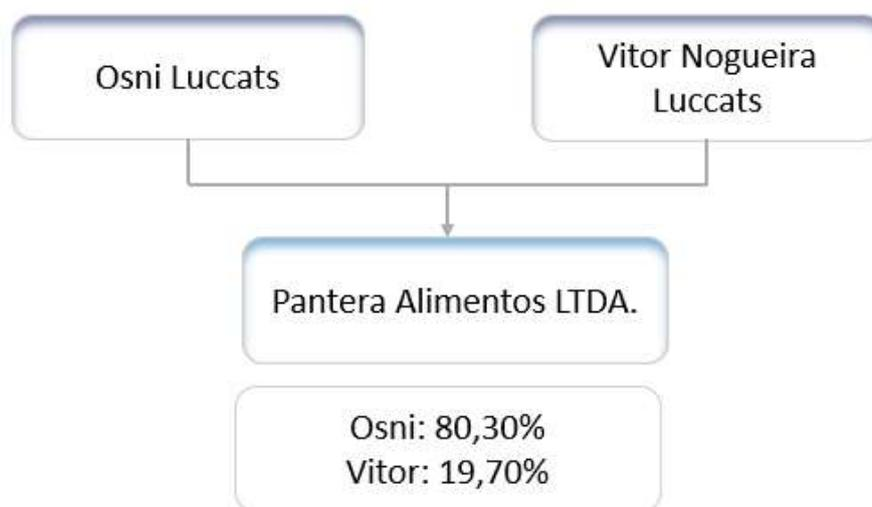 Osni Luccats
Vitor Nogueira
Luccats
Pantera Alimentos LTDA.
Osni: 80,30%
Vitor: 19,70%